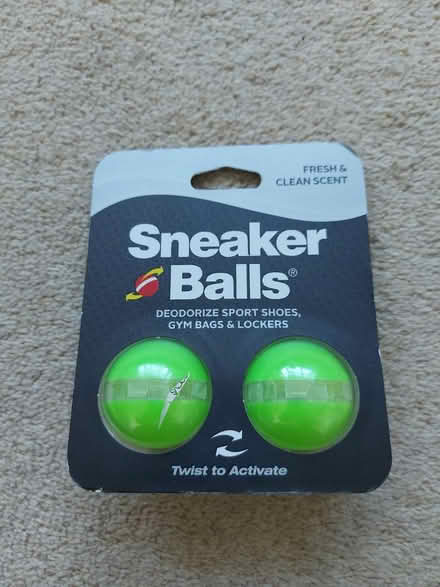 FRESH &
CLEAN SCENT
Sneaker
Balls®
DEODORIZE SPORT SHOES,
GYM BAGS & LOCKERS
Twist to Activate